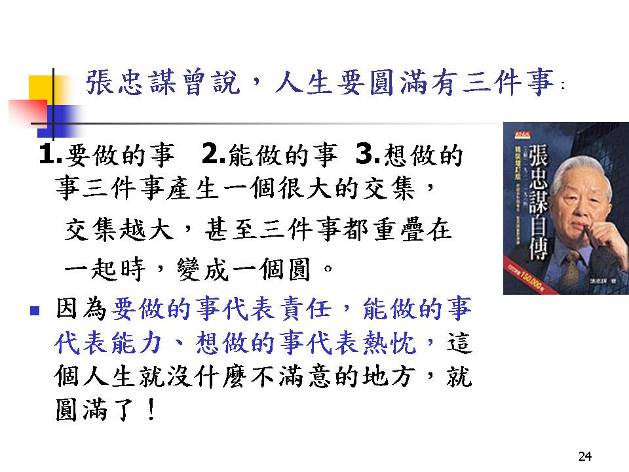 張忠謀曾說，人生要圓滿有三件事：
1.要做的事 2.能做的事 3.想做的
事三件事產生一個很大的交集，
交集越大，甚至三件事都重疊在
一起時，變成一個圓。
因為要做的事代表責任，能做的事
代表能力、想做的事代表熱忱，這
個人生就沒什麼不滿意的地方，就
圓滿了！
張忠謀自傳
張忠謀 著
24